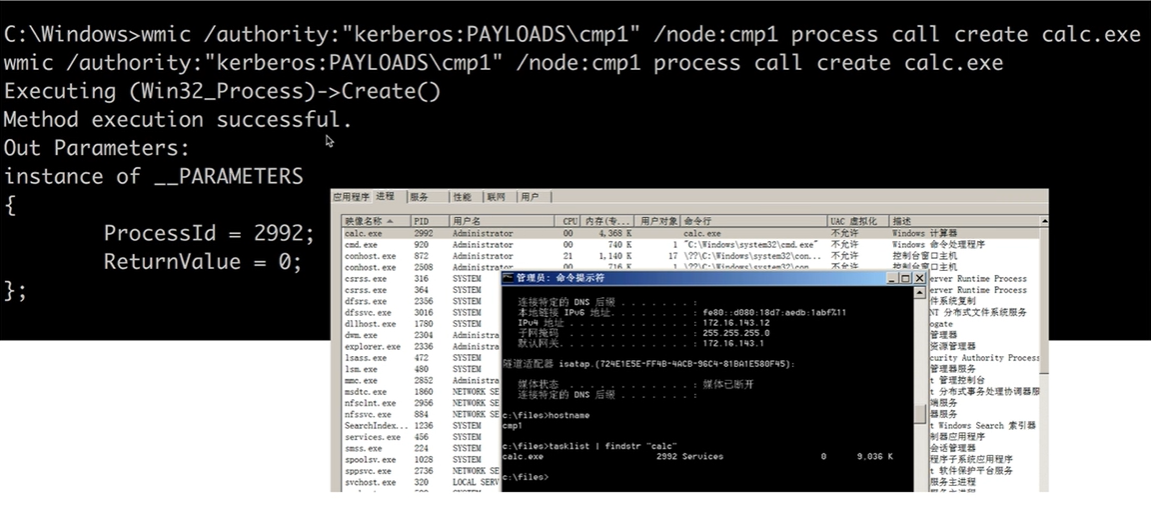 C:\Windows>wmic /authority:"kerberos:PAYLOADS\cmp1" /node:cmp1 process call create calc.exe
wmic /authority:"kerberos:PAYLOADS\cmp1" /node:cmp1 process call create calc.exe
Executing (Win32_Process)->Create()
Method execution successful.
Out Parameters:
instance of __PARAMETERS
{
ProcessId = 2992;
ReturnValue = 0;
};
应用程序 进程 服务 性能 联网 用户
映像名称 PID 用户名 CPU 内存(专... 用户对象 命令行 UAC 虚拟化 描述
calc.exe 2992 Administrator 00 4,368 K calc.exe 不允许 Windows 计算器
cmd.exe 920 Administrator 00 740 K 1 "C:\Windows\system32\cmd.exe" 不允许 Windows 命令处理程序
conhost.exe 872 Administrator 21 1,140 K 17 \??\C:\Windows\system32\con... 不允许 控制台窗口主机
conhost.exe 2508 Administrator 00 716 K 1 \??\C:\Windows\system32\con... 不允许 控制台窗口主机
csrss.exe 316 SYSTEM erver Runtime Process
csrss.exe 364 SYSTEM erver Runtime Process
dfsrs.exe 2356 SYSTEM 件系统复制
dfssvc.exe 3016 SYSTEM NT 分布式文件系统服务
dllhost.exe 1780 SYSTEM ogate
dwm.exe 2304 Administra 管理器
explorer.exe 2336 Administra 资源管理器
lsass.exe 472 SYSTEM curity Authority Process
lsm.exe 480 SYSTEM 管理器服务
mmc.exe 2852 Administra t 管理控制台
msdtc.exe 1860 NETWORK SE t 分布式事务处理协调器服
nfsclnt.exe 2956 NETWORK SE 端服务
nfssvc.exe 884 NETWORK SE 器服务
SearchIndex... 1236 SYSTEM t Windows Search 索引器
services.exe 456 SYSTEM 制器应用程序
smss.exe 224 SYSTEM 会话管理器
spoolsv.exe 1028 SYSTEM 程序子系统应用程序
sppsvc.exe 2736 NETWORK SE t 软件保护平台服务
svchost.exe 320 LOCAL SERV 服务主进程
管理员: 命令提示符
连接特定的 DNS 后缀 . . . . . . . :
本地链接 IPv6 地址. . . . . . . . : fe80::d080:18d7:aedb:1abf%11
IPv4 地址 . . . . . . . . . . . . : 172.16.143.12
子网掩码 . . . . . . . . . . . . : 255.255.255.0
默认网关. . . . . . . . . . . . . : 172.16.143.1
隧道适配器 isatap.{724E1E5E-FF4B-4ACB-96C4-81BA1E580F45}:
媒体状态 . . . . . . . . . . . . : 媒体已断开
连接特定的 DNS 后缀 . . . . . . . :
c:\files>hostname
cmp1
c:\files>tasklist | findstr "calc"
calc.exe 2992 Services 0 9,036 K
c:\files>